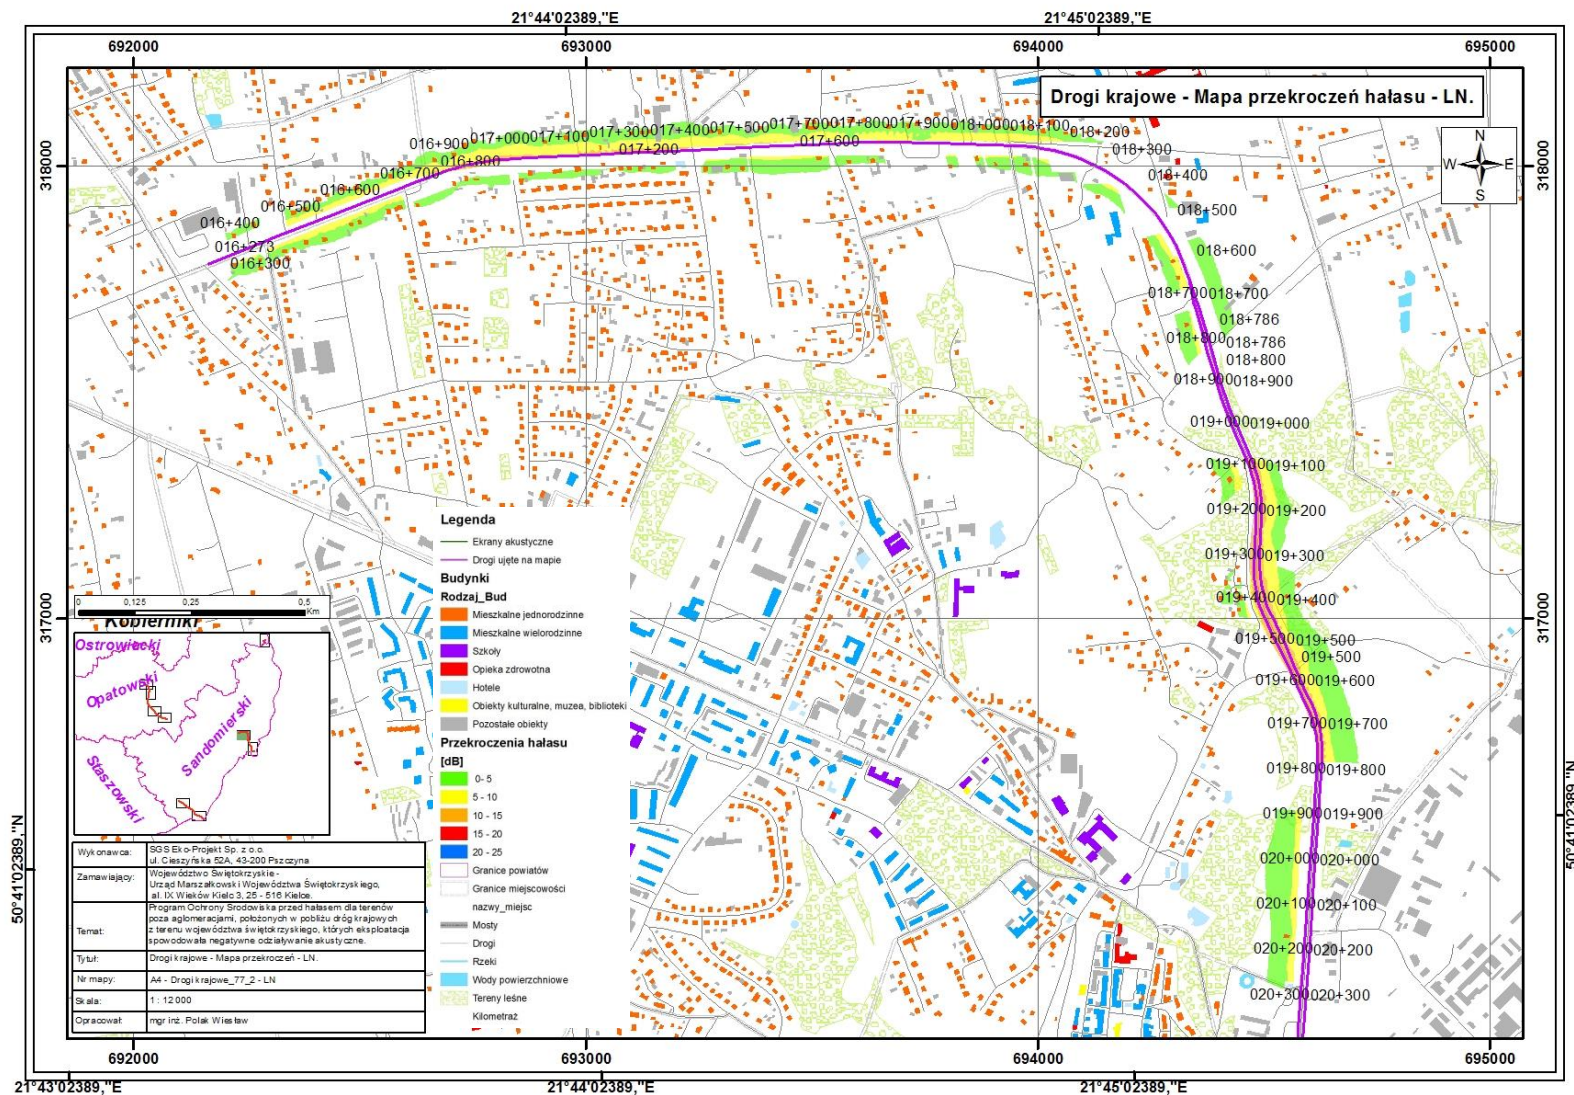 21°44'02389,"E
21°45'02389,"E
692000
693000
694000
695000
Drogi krajowe - Mapa przekroczeń hałasu - LN.
N
W
E
S
318000
318000
016+900
017+000
017+100
017+300
017+400
017+500
017+700
017+800
017+900
018+000
018+100
018+200
016+800
017+200
017+600
018+300
016+700
018+400
016+600
016+500
018+500
016+400
016+273
018+600
016+300
018+700
018+700
018+786
018+800
018+786
018+800
018+900
018+900
019+000
019+000
019+100
019+100
019+200
019+200
019+300
019+300
019+400
019+400
019+500
019+500
019+500
019+600
019+600
019+700
019+700
019+800
019+800
019+900
019+900
020+000
020+000
020+100
020+100
020+200
020+200
020+300
020+300
317000
317000
Legenda
Ekrany akustyczne
Drogi ujęte na mapie
Budynki
Rodzaj_Bud
Mieszkalne jednorodzinne
Mieszkalne wielorodzinne
Szkoły
Opieka zdrowotna
Hotele
Obiekty kulturalne, muzea, biblioteki
Pozostałe obiekty
Przekroczenia hałasu
[dB]
0- 5
5 - 10
10 - 15
15 - 20
20 - 25
Granice powiatów
Granice miejscowości
nazwy_miejsc
Mosty
Drogi
Rzeki
Wody powierzchniowe
Tereny leśne
Kilometraż
0 0,125 0,25 0,5
Km
Kobierniki
Ostrowiecki
Opatowski
Sandomierski
Staszowski
Wykonawca: SGS Eko-Projekt Sp. z o.o.
ul. Cieszyńska 52A, 43-200 Pszczyna
Zamawiający: Województwo Świętokrzyskie -
Urząd Marszałkowski Województwa Świętokrzyskiego,
al. IX Wieków Kielc 3, 25 - 516 Kielce.
Temat: Program Ochrony Środowiska przed hałasem dla terenów
poza aglomeracjami, położonych w pobliżu dróg krajowych
z terenu województwa świętokrzyskiego, których eksploatacja
spowodowała negatywne oddziaływanie akustyczne.
Tytuł: Drogi krajowe - Mapa przekroczeń - LN.
Nr mapy: A4 - Drogi krajowe_77_2 - LN
Skala: 1 : 12 000
Opracował: mgr inż. Polak Wiesław
50°41'02389,"N
50°41'02389,"N
692000
693000
694000
695000
21°43'02389,"E
21°44'02389,"E
21°45'02389,"E